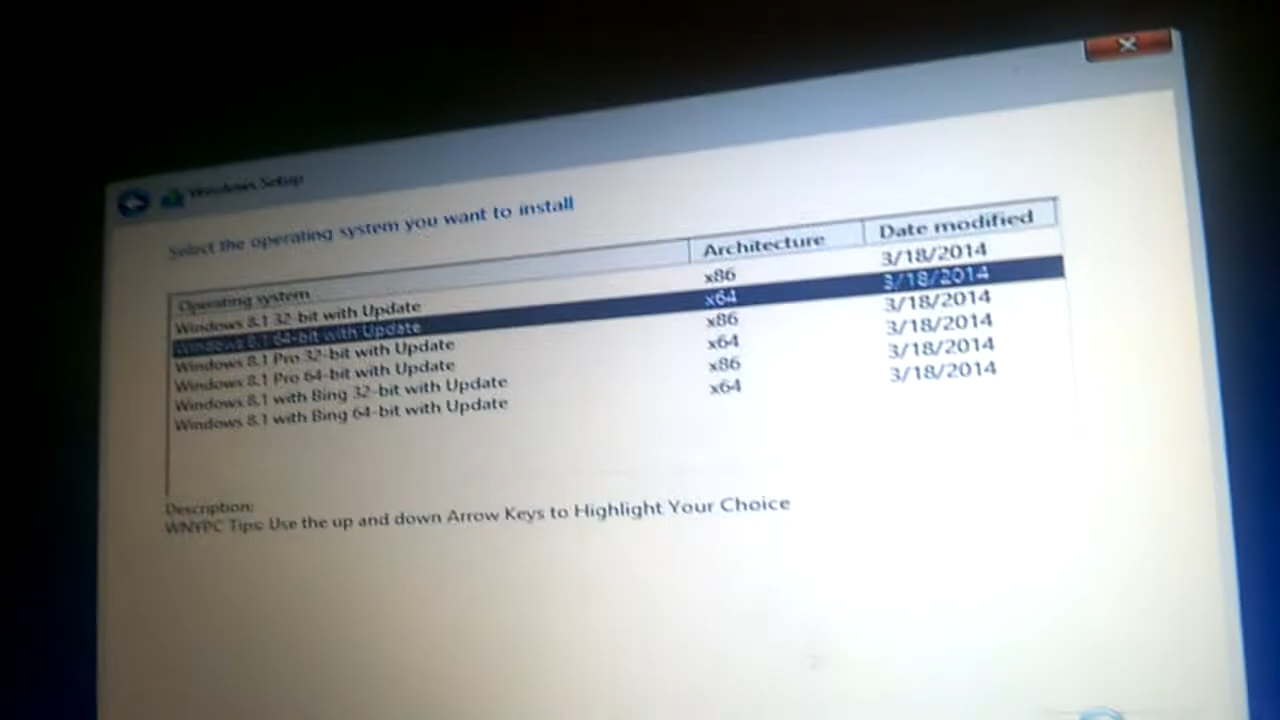 Windows Setup
Select the operating system you want to install
Operating system Architecture Date modified
Windows 8.1 32-bit with Update x86 3/18/2014
Windows 8.1 64-bit with Update x64 3/18/2014
Windows 8.1 Pro 32-bit with Update x86 3/18/2014
Windows 8.1 Pro 64-bit with Update x64 3/18/2014
Windows 8.1 with Bing 32-bit with Update x86 3/18/2014
Windows 8.1 with Bing 64-bit with Update x64 3/18/2014
Description:
WNYPC Tips: Use the up and down Arrow Keys to Highlight Your Choice